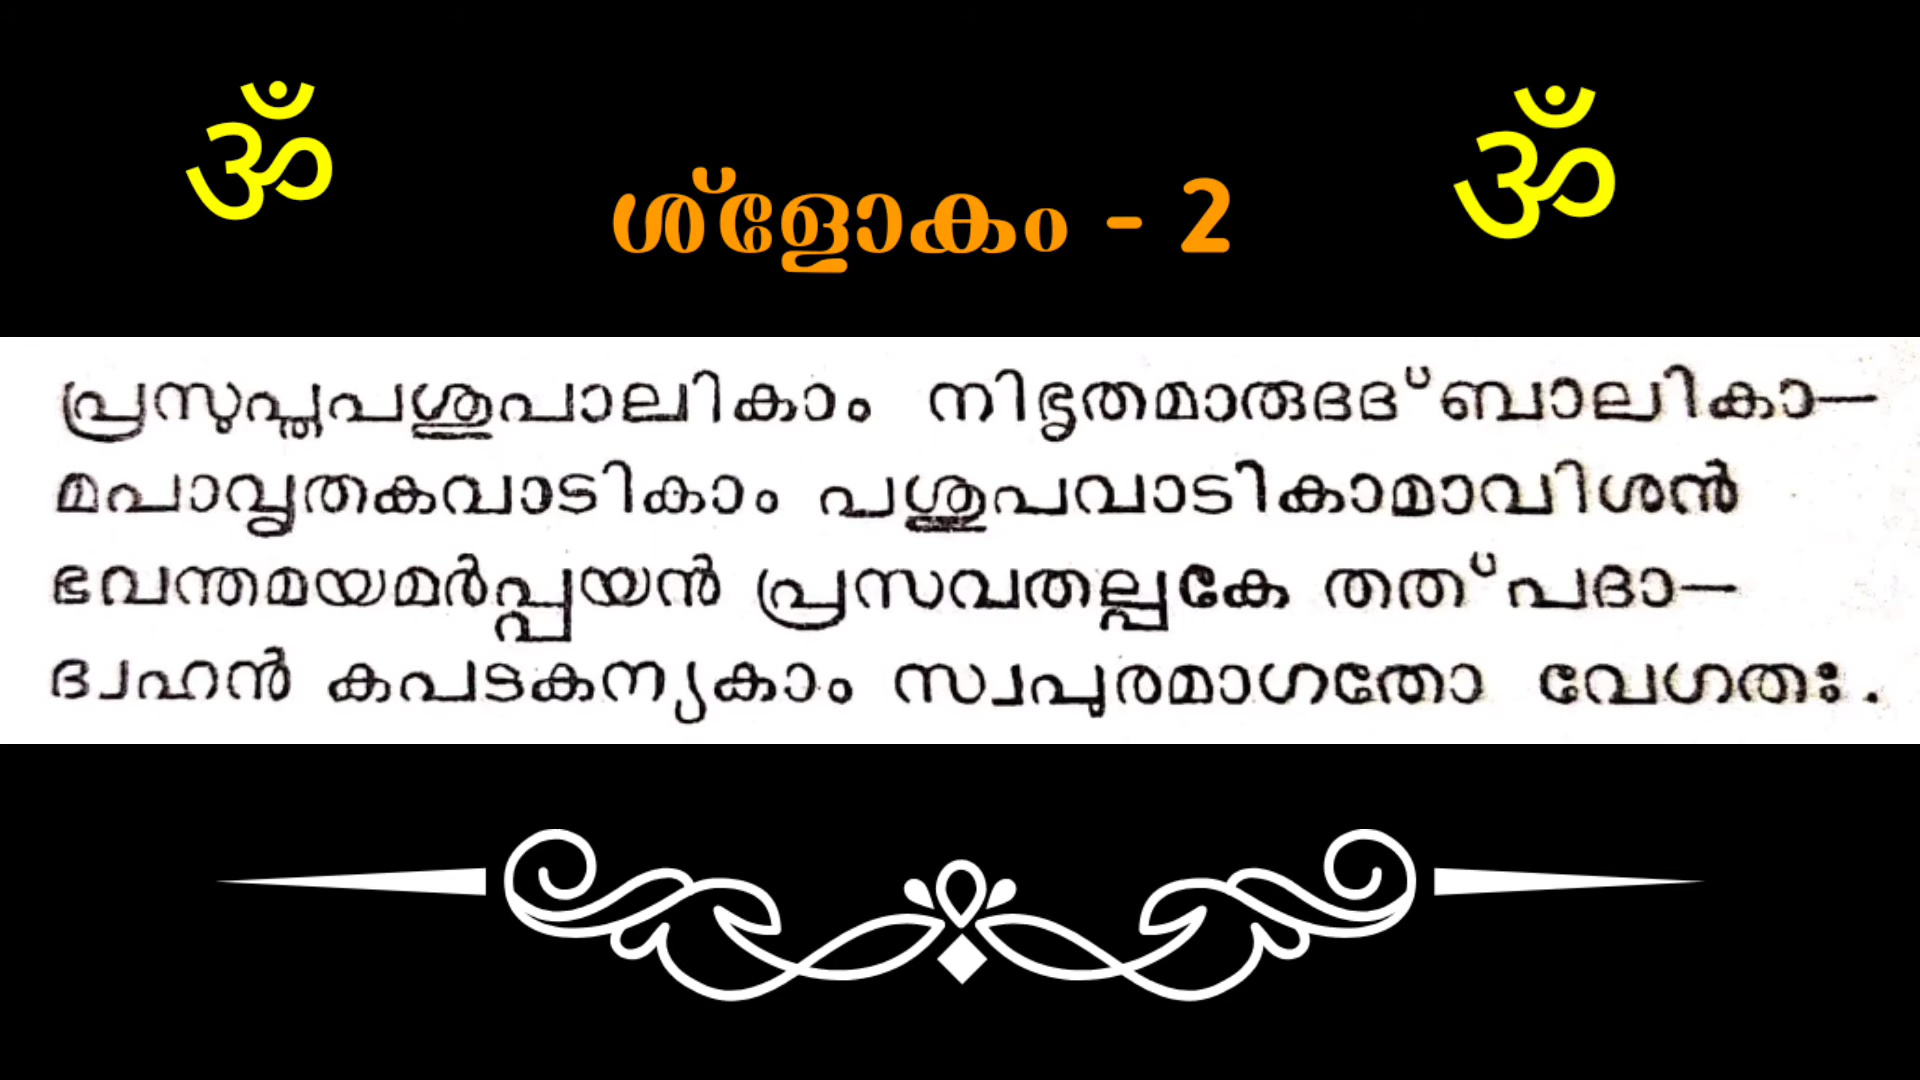 ॐ ശ്ളോകം - 2 ॐ
പ്രസുപ്തപശുപാലികാം നിഭൃതമാരുദദ്ബാലികാ—
മപാവൃതകവാടികാം പശുപവാടികാമാവിശൻ
ഭവന്തമയമർപ്പയൻ പ്രസവതല്പകേ തത്പദാ—
ദ്വഹൻ കപടകന്യകാം സ്വപുരമാഗതോ വേഗതഃ.